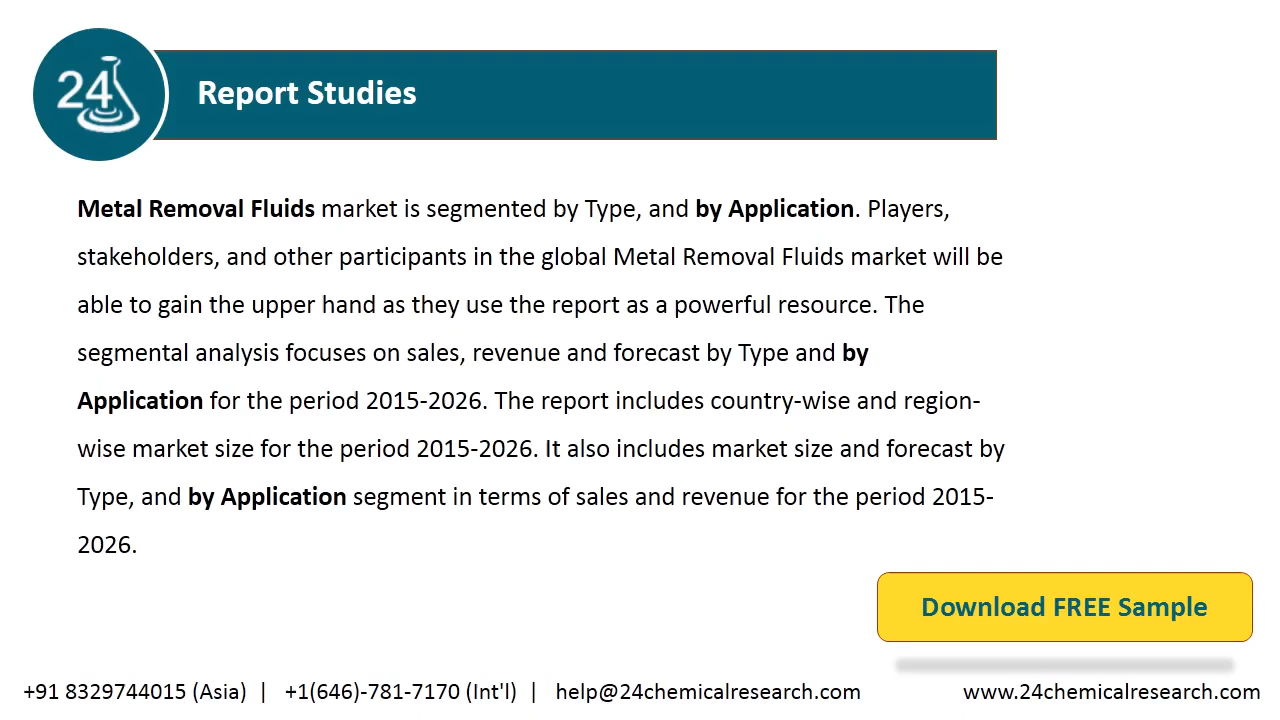 24
Report Studies
Metal Removal Fluids market is segmented by Type, and by Application. Players,
stakeholders, and other participants in the global Metal Removal Fluids market will be
able to gain the upper hand as they use the report as a powerful resource. The
segmental analysis focuses on sales, revenue and forecast by Type and by
Application for the period 2015-2026. The report includes country-wise and region-
wise market size for the period 2015-2026. It also includes market size and forecast by
Type, and by Application segment in terms of sales and revenue for the period 2015-
2026.
Download FREE Sample
+91 8329744015 (Asia) | +1(646)-781-7170 (Int'l) | help@24chemicalresearch.com www.24chemicalresearch.com